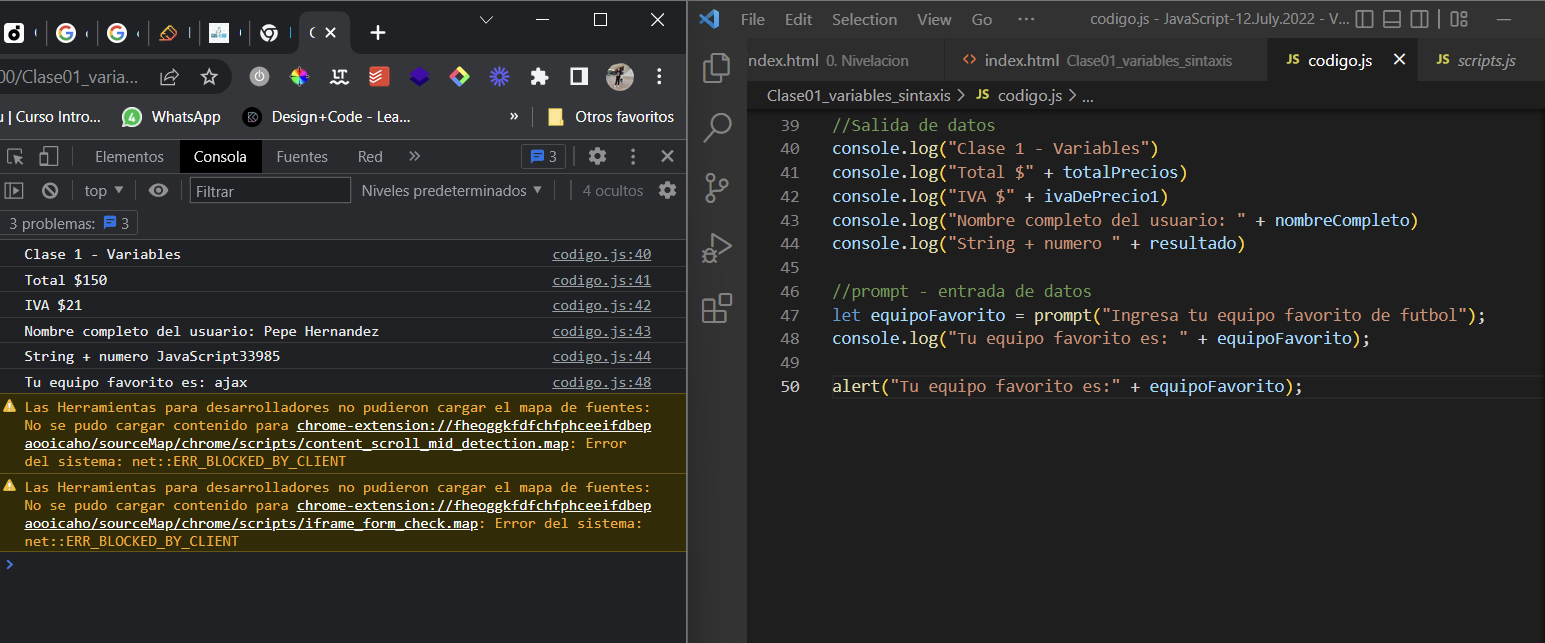 00/Clase01_varia...
u | Curso Intro...
4
WhatsApp
Design+Code - Lea...
»
Otros favoritos
Elementos
Consola
Fuentes
Red
»
3
top
Filtrar
Niveles predeterminados
4 ocultos
3 problemas:
3
Clase 1 - Variables codigo.js:40
Total $150 codigo.js:41
IVA $21 codigo.js:42
Nombre completo del usuario: Pepe Hernandez codigo.js:43
String + numero JavaScript33985 codigo.js:44
Tu equipo favorito es: ajax codigo.js:48
Las Herramientas para desarrolladores no pudieron cargar el mapa de fuentes:
No se pudo cargar contenido para chrome-extension://fheoggkfdfchfphceeifdbep
aooicaho/sourceMap/chrome/scripts/content_scroll_mid_detection.map: Error
del sistema: net::ERR_BLOCKED_BY_CLIENT
Las Herramientas para desarrolladores no pudieron cargar el mapa de fuentes:
No se pudo cargar contenido para chrome-extension://fheoggkfdfchfphceeifdbep
aooicaho/sourceMap/chrome/scripts/iframe_form_check.map: Error del sistema:
net::ERR_BLOCKED_BY_CLIENT
File Edit Selection View Go ···
codigo.js - JavaScript-12.July.2022 - V...
ndex.html 0. Nivelacion
<> index.html Clase01_variables_sintaxis
JS codigo.js
JS scripts.js
Clase01_variables_sintaxis > JS codigo.js > ...
39 //Salida de datos
40 console.log("Clase 1 - Variables")
41 console.log("Total $" + totalPrecios)
42 console.log("IVA $" + ivaDePrecio1)
43 console.log("Nombre completo del usuario: " + nombreCompleto)
44 console.log("String + numero " + resultado)
45
46 //prompt - entrada de datos
47 let equipoFavorito = prompt("Ingresa tu equipo favorito de futbol");
48 console.log("Tu equipo favorito es: " + equipoFavorito);
49
50 alert("Tu equipo favorito es:" + equipoFavorito);